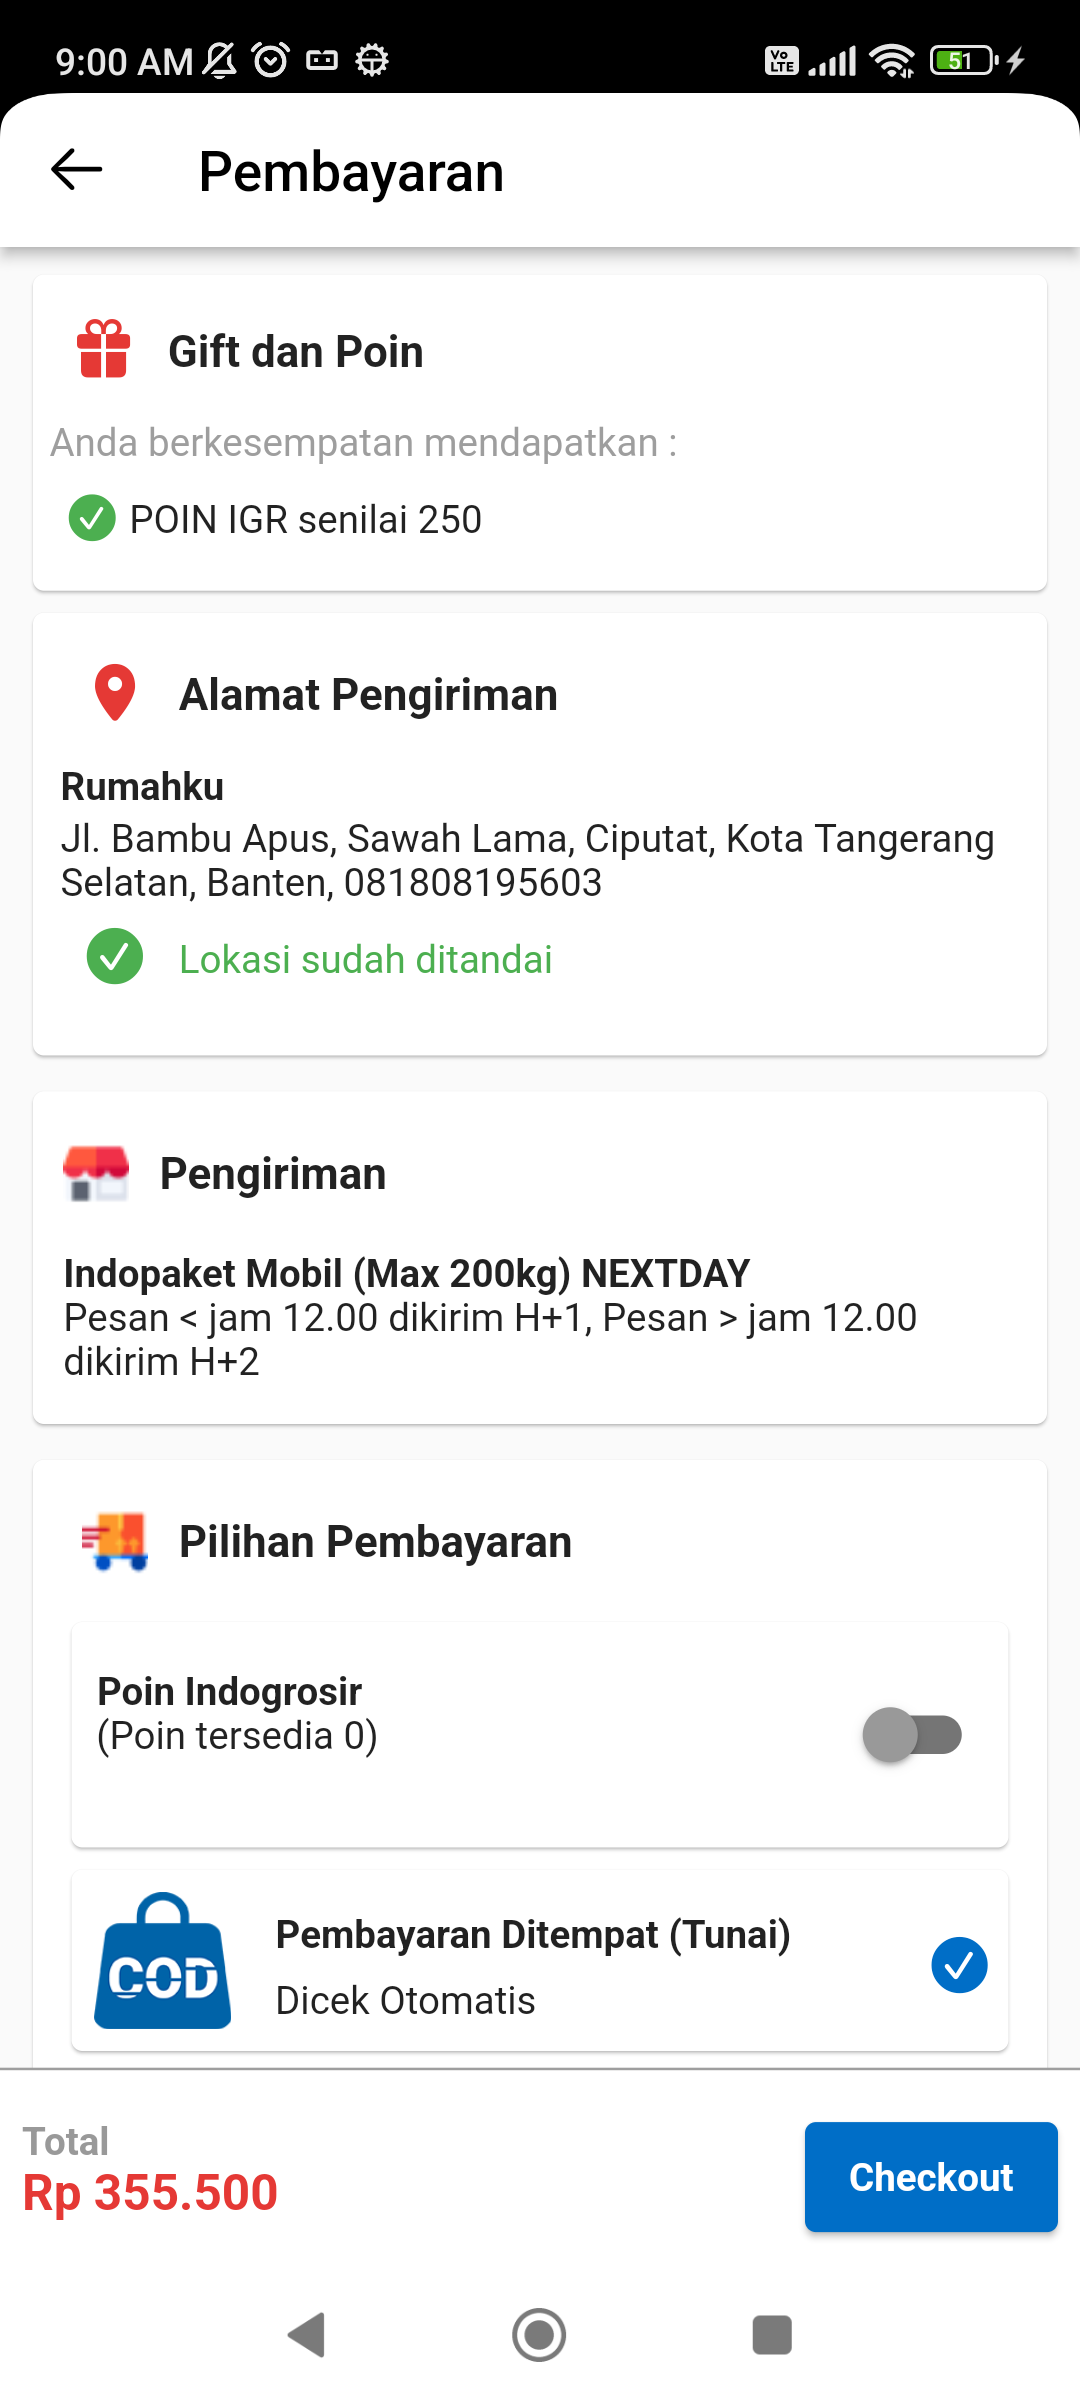 9:00 AM
Vo LTE
51
Pembayaran
Gift dan Poin
Anda berkesempatan mendapatkan :
POIN IGR senilai 250
Alamat Pengiriman
Rumahku
Jl. Bambu Apus, Sawah Lama, Ciputat, Kota Tangerang
Selatan, Banten, 081808195603
Lokasi sudah ditandai
Pengiriman
Indopaket Mobil (Max 200kg) NEXTDAY
Pesan < jam 12.00 dikirim H+1, Pesan > jam 12.00
dikirim H+2
Pilihan Pembayaran
Poin Indogrosir
(Poin tersedia 0)
COD
Pembayaran Ditempat (Tunai)
Dicek Otomatis
Total
Rp 355.500
Checkout